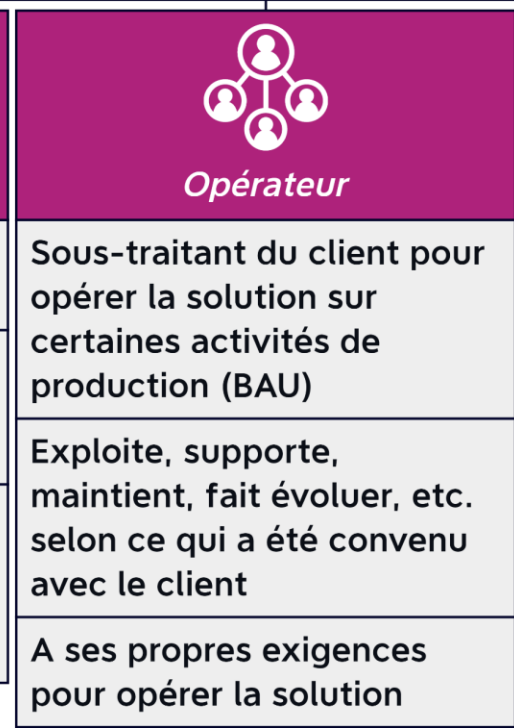 Opérateur
Sous-traitant du client pour
opérer la solution sur
certaines activités de
production (BAU)
Exploite, supporte,
maintient, fait évoluer, etc.
selon ce qui a été convenu
avec le client
A ses propres exigences
pour opérer la solution